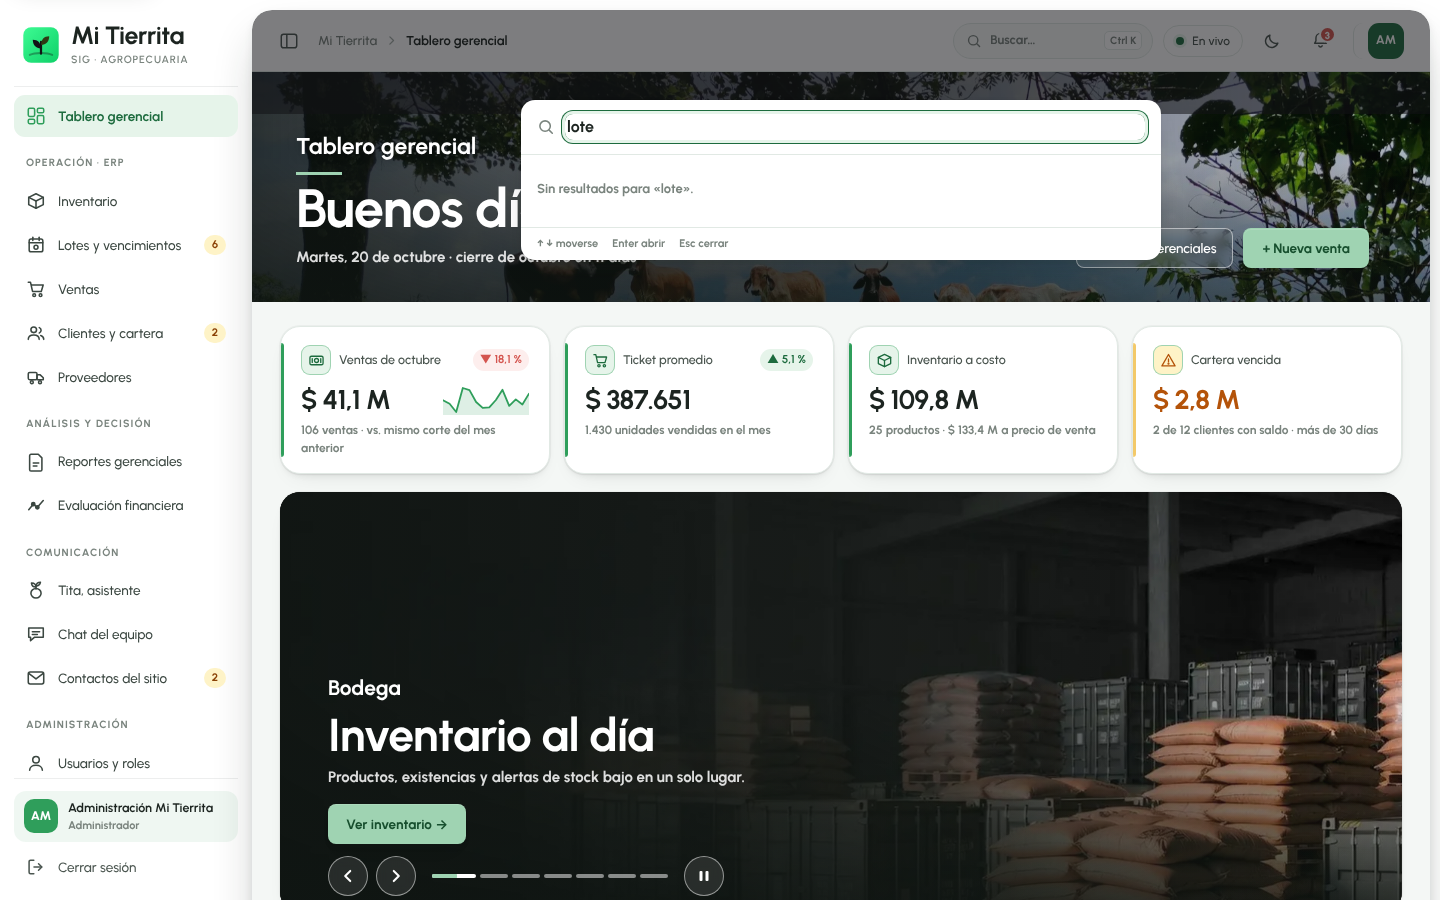 Mi Tierrita
SIG · AGROPECUARIA
Tablero gerencial
OPERACIÓN · ERP
Inventario
Lotes y vencimientos 6
Ventas
Clientes y cartera 2
Proveedores
ANÁLISIS Y DECISIÓN
Reportes gerenciales
Evaluación financiera
COMUNICACIÓN
Tita, asistente
Chat del equipo
Contactos del sitio 2
ADMINISTRACIÓN
Usuarios y roles
AM Administración Mi Tierrita
Administrador
Cerrar sesión
Mi Tierrita > Tablero gerencial
Buscar... Ctrl K
En vivo
3
AM
lote
Sin resultados para «lote».
↑ ↓ moverse Enter abrir Esc cerrar
Tablero gerencial
Buenos dí
Martes, 20 de octubre · cierre de
+ Nueva venta
Ventas de octubre ▼ 18,1 %
$ 41,1 M
106 ventas · vs. mismo corte del mes
anterior
Ticket promedio ▲ 5,1 %
$ 387.651
1.430 unidades vendidas en el mes
Inventario a costo
$ 109,8 M
25 productos · $ 133,4 M a precio de venta
Cartera vencida
$ 2,8 M
2 de 12 clientes con saldo · más de 30 días
Bodega
Inventario al día
Productos, existencias y alertas de stock bajo en un solo lugar.
Ver inventario →